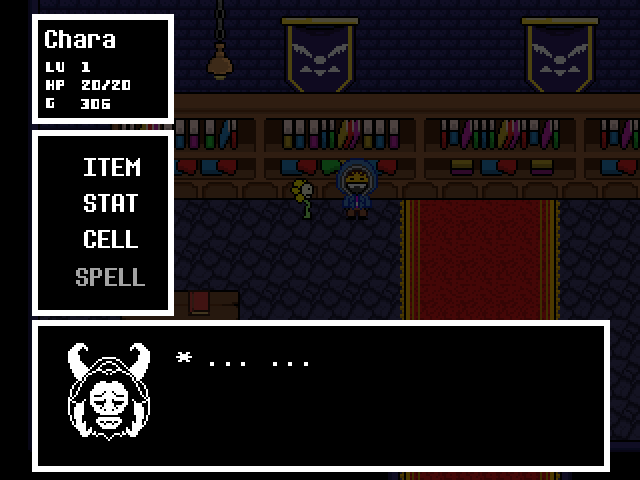 Chara
LV 1
HP 20/20
G 306
ITEM
STAT
CELL
SPELL
* ... ...